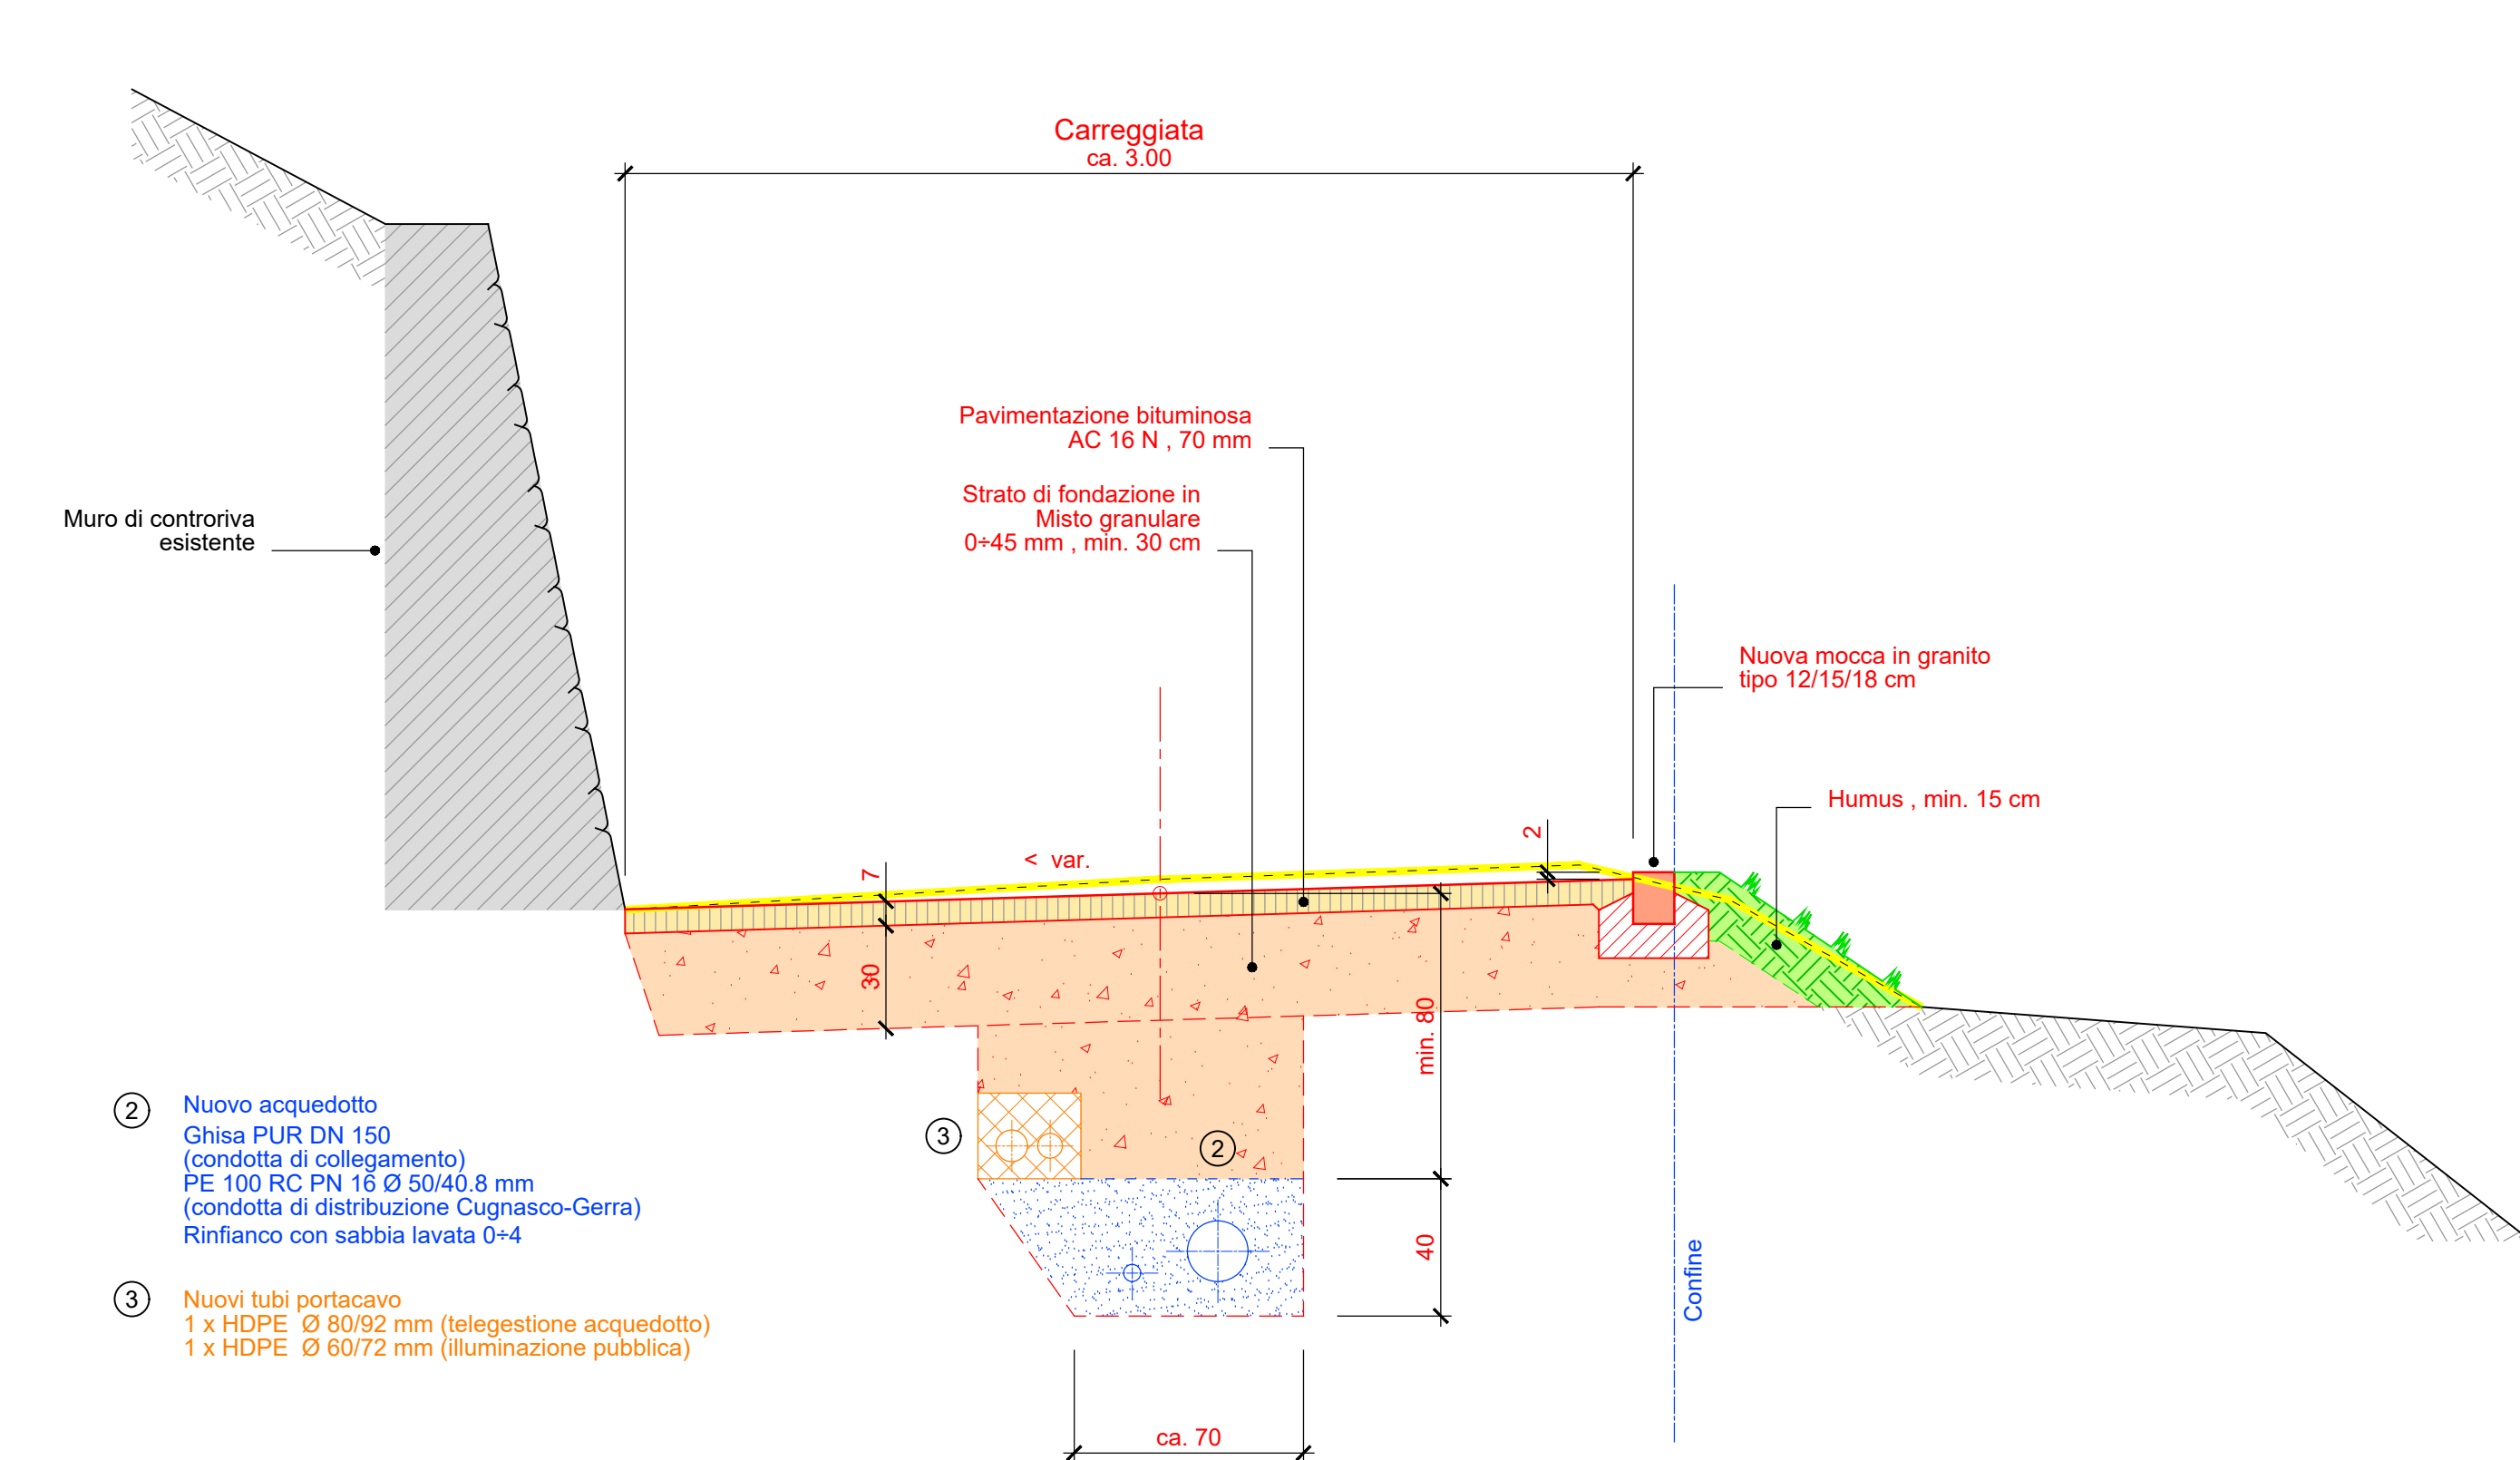 Carreggiata
ca. 3.00
Pavimentazione bituminosa
AC 16 N , 70 mm
Strato di fondazione in
Misto granulare
0÷45 mm , min. 30 cm
Muro di controriva
esistente
Nuova mocca in granito
tipo 12/15/18 cm
Humus , min. 15 cm
2
< var.
7
30
min. 80
2
Nuovo acquedotto
Ghisa PUR DN 150
(condotta di collegamento)
PE 100 RC PN 16 Ø 50/40.8 mm
(condotta di distribuzione Cugnasco-Gerra)
Rinfianco con sabbia lavata 0÷4
3
2
40
Confine
3
Nuovi tubi portacavo
1 x HDPE Ø 80/92 mm (telegestione acquedotto)
1 x HDPE Ø 60/72 mm (illuminazione pubblica)
ca. 70